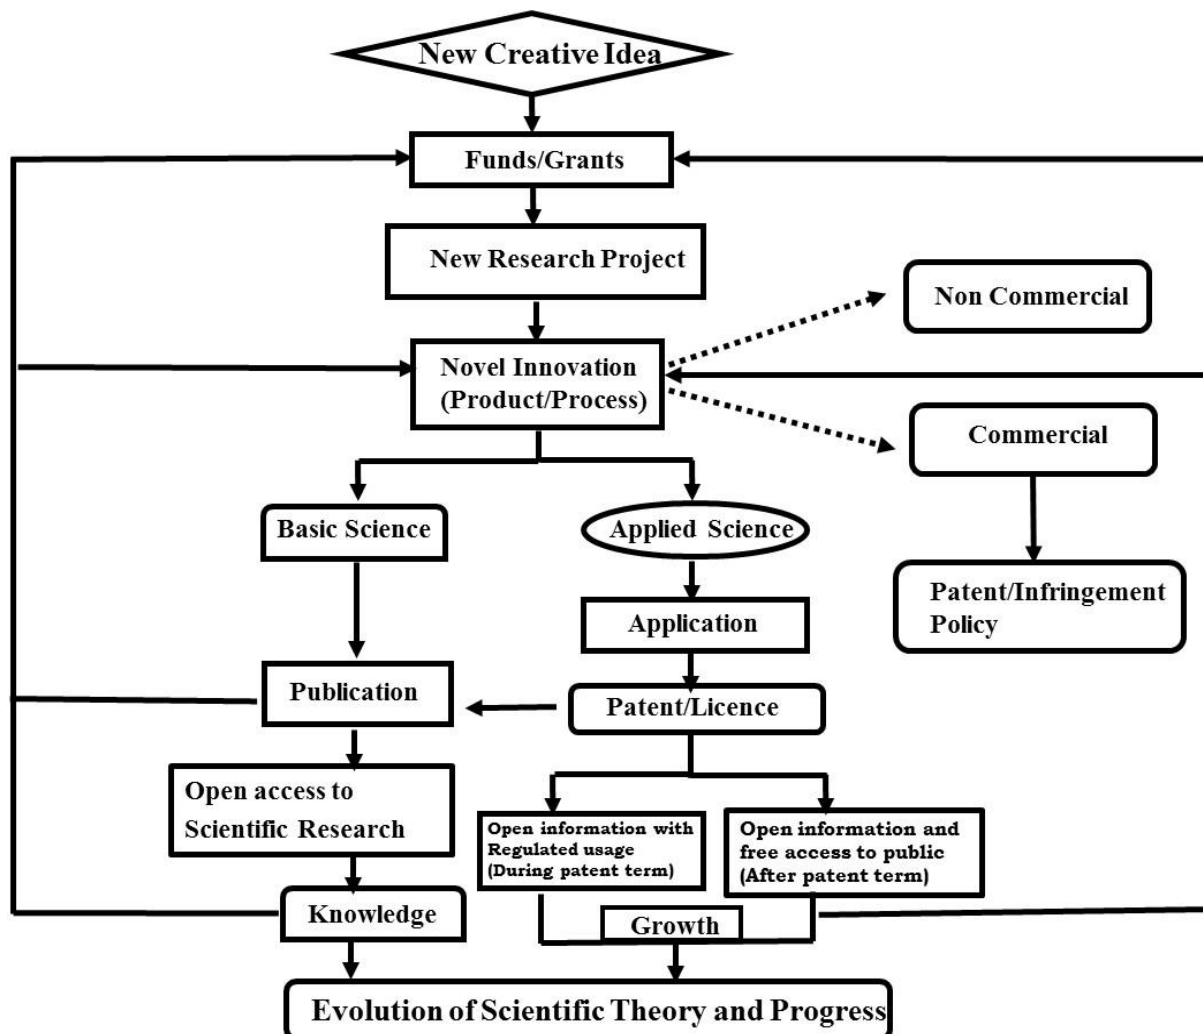 New Creative Idea
Funds/Grants
New Research Project
Non Commercial
Novel Innovation
(Product/Process)
Commercial
Basic Science
Applied Science
Patent/Infringement
Policy
Application
Publication
Patent/Licence
Open access to
Scientific Research
Open information with
Regulated usage
(During patent term)
Open information and
free access to public
(After patent term)
Knowledge
Growth
Evolution of Scientific Theory and Progress